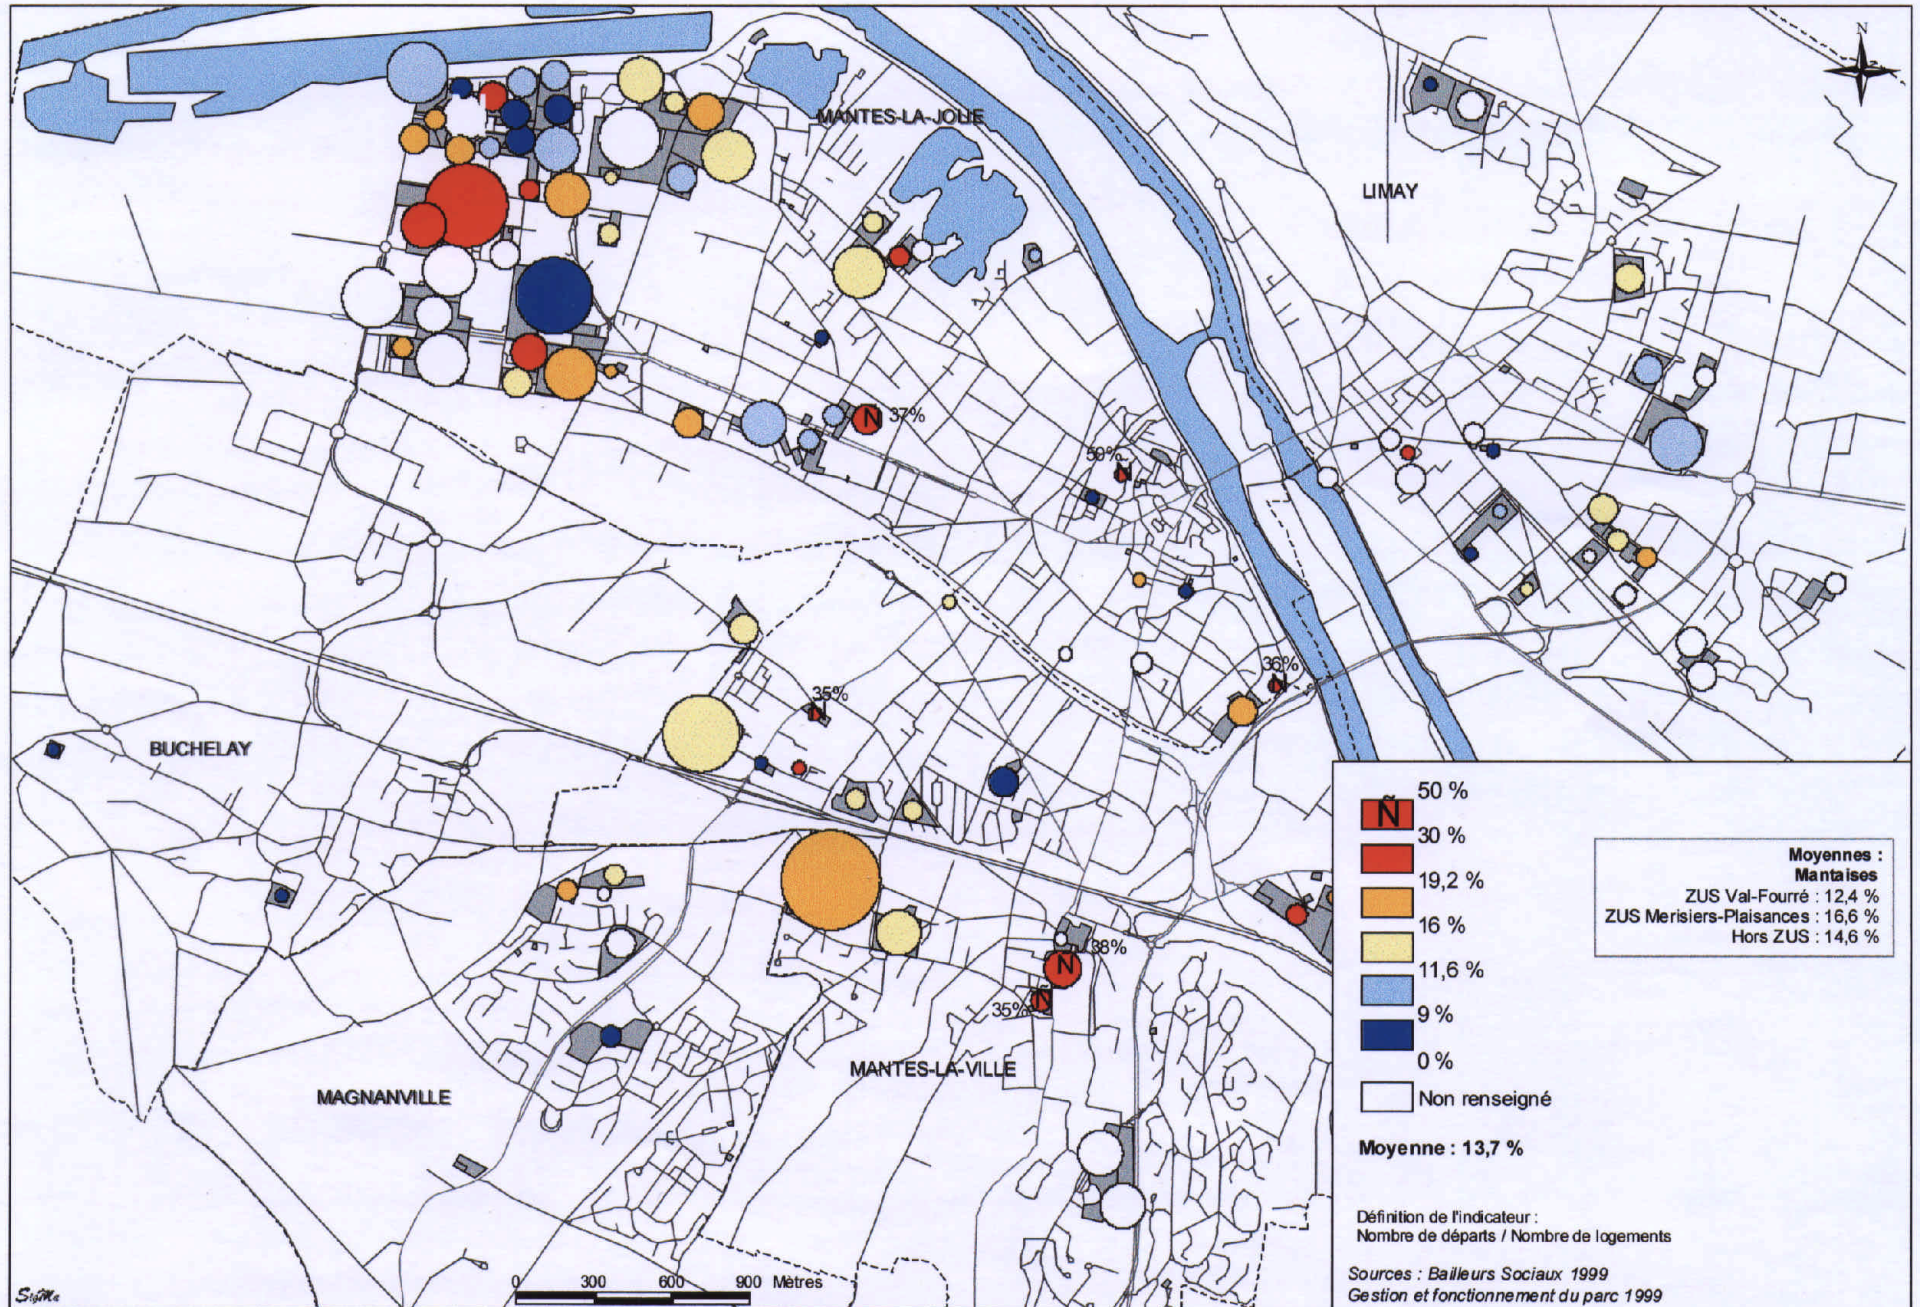 N
MANTES-LA-JOLIE
LIMAY
Ñ 37%
50%
Ñ
36%
Ñ
35%
Ñ
BUCHELAY
38%
Ñ
35% Ñ
MANTES-LA-VILLE
MAGNANVILLE
0 300 600 900 Mètres
SigMa
50 %
Ñ
30 %
19,2 %
16 %
11,6 %
9 %
0 %
Non renseigné
Moyenne : 13,7 %
Moyennes :
Mantaises
ZUS Val-Fourré : 12,4 %
ZUS Merisiers-Plaisances : 16,6 %
Hors ZUS : 14,6 %
Définition de l'indicateur :
Nombre de départs / Nombre de logements
Sources : Bailleurs Sociaux 1999
Gestion et fonctionnement du parc 1999